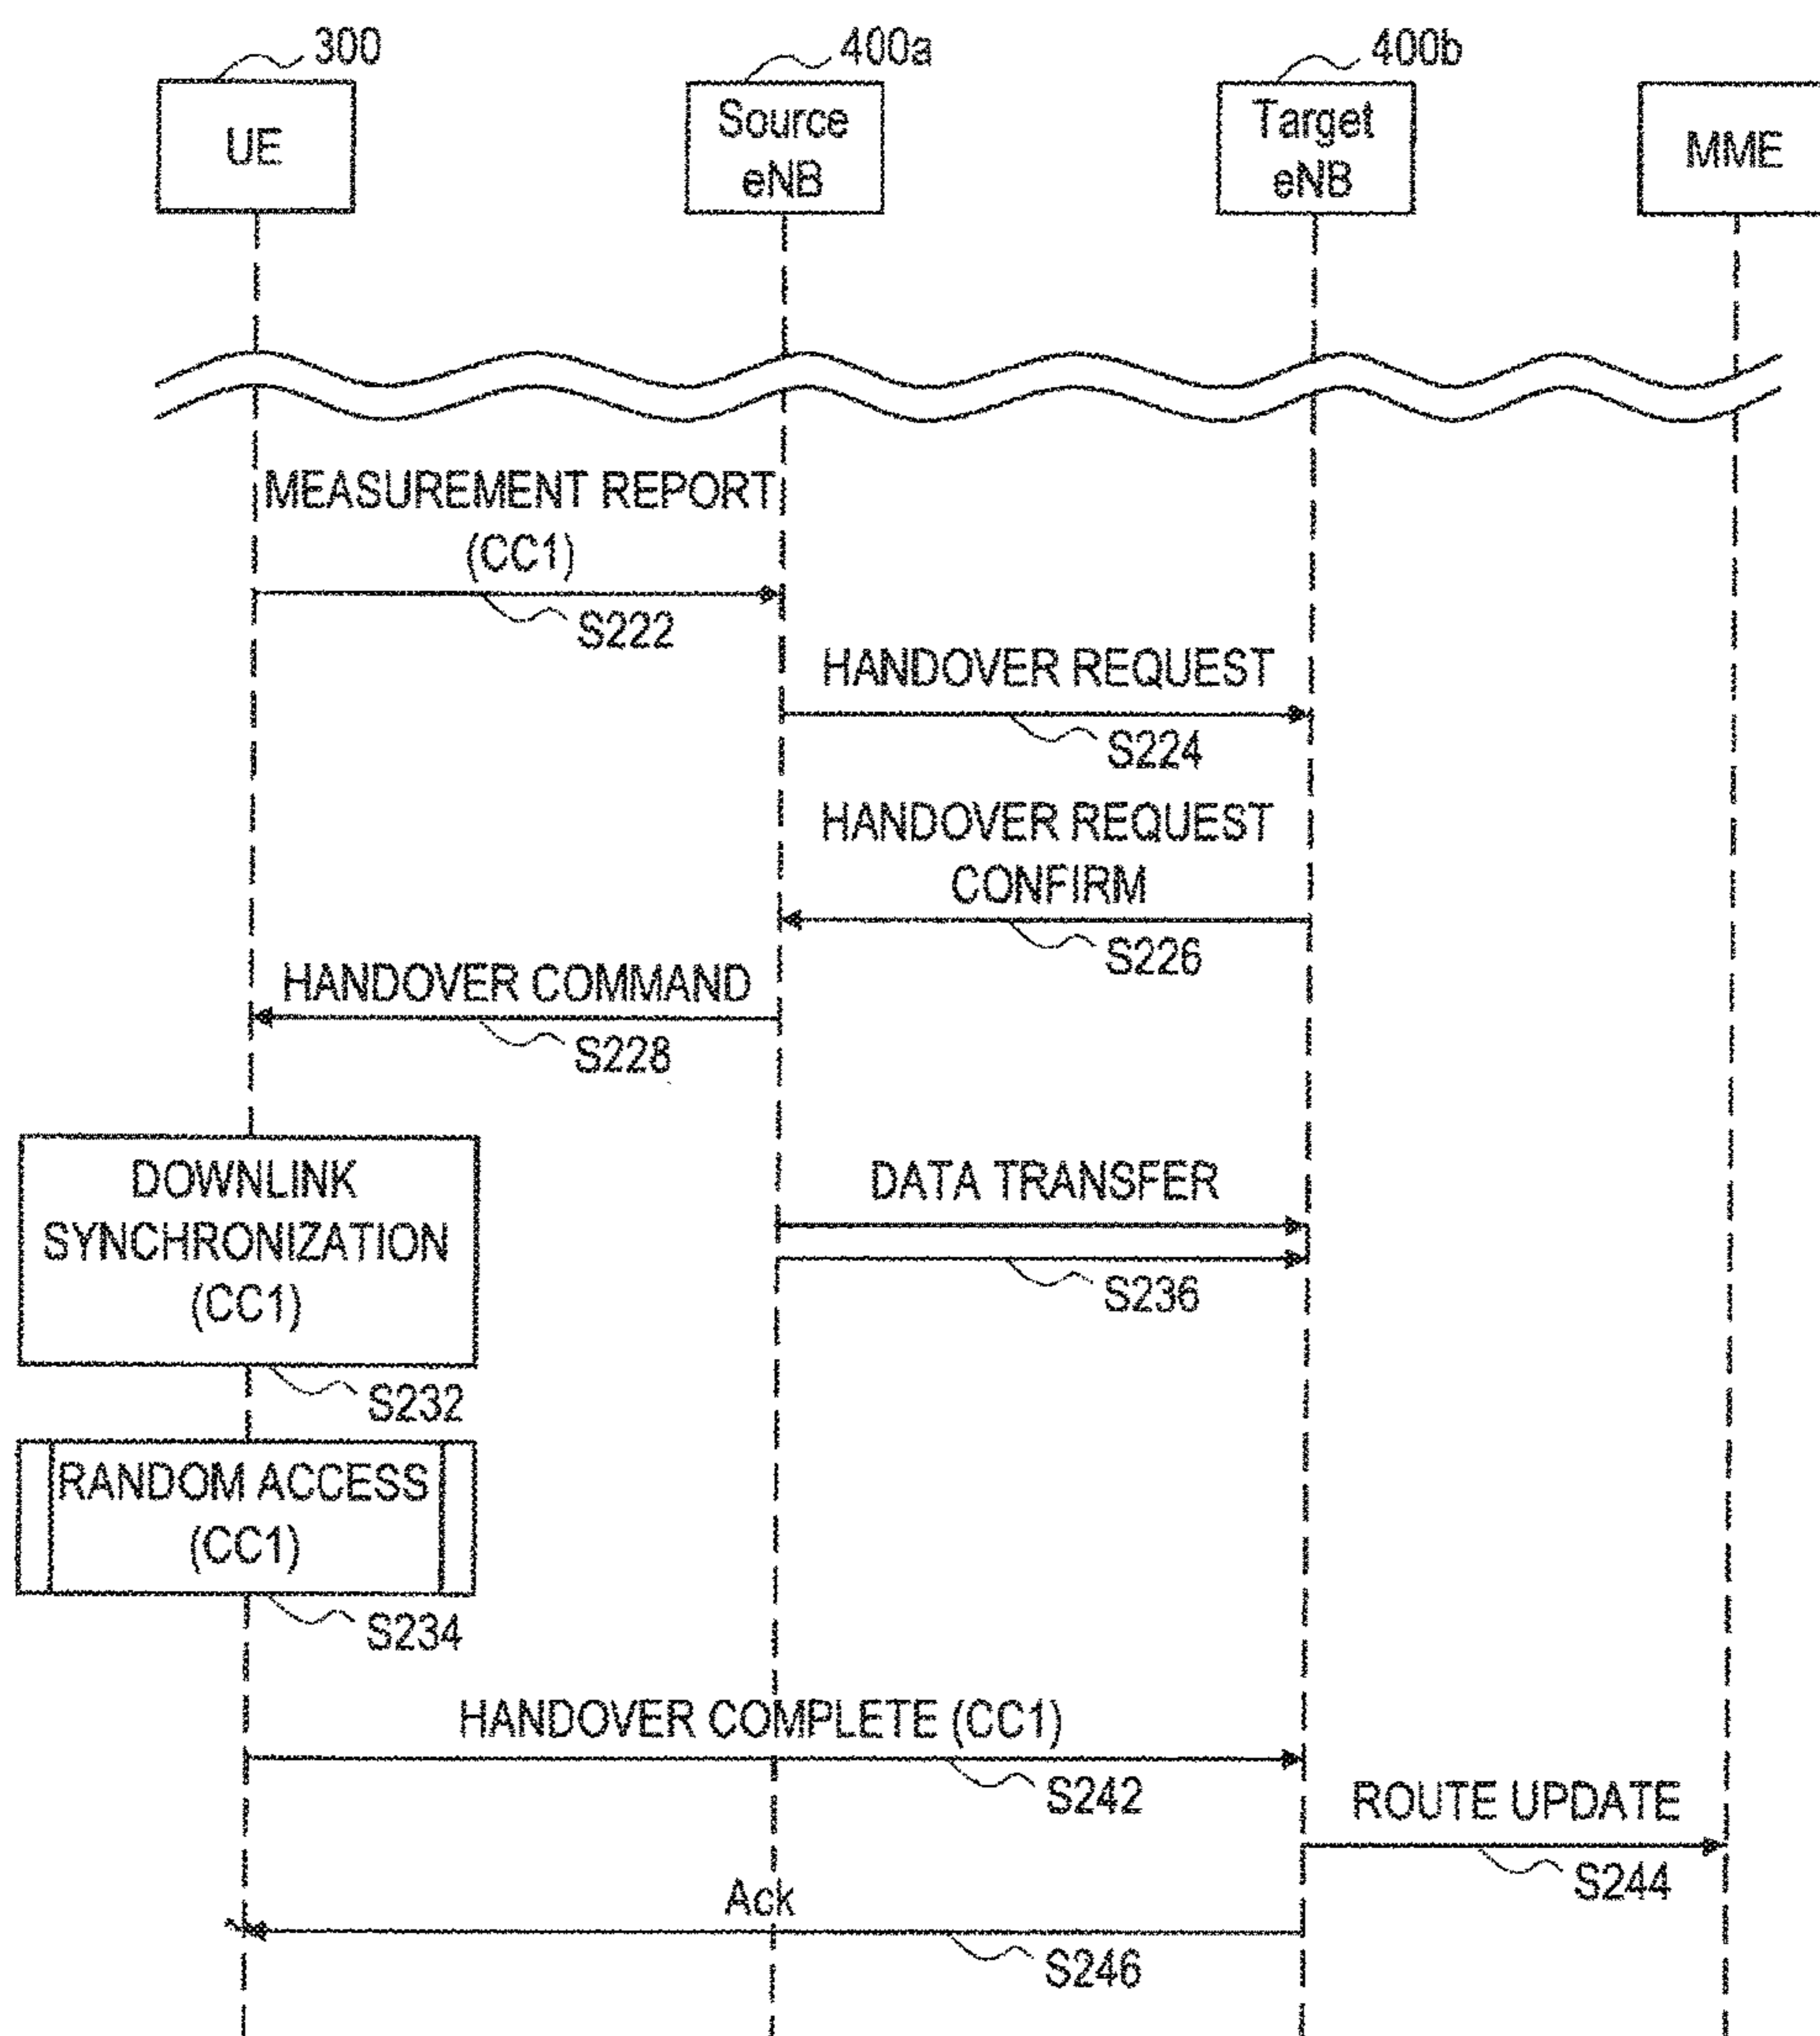 300
400a
400b
UE
Source
eNB
Target
eNB
MME
MEASUREMENT REPORT
(CC1)
S222
HANDOVER REQUEST
S224
HANDOVER REQUEST
CONFIRM
S226
HANDOVER COMMAND
S228
DOWNLINK
SYNCHRONIZATION
(CC1)
S232
DATA TRANSFER
S236
RANDOM ACCESS
(CC1)
S234
HANDOVER COMPLETE (CC1)
S242
ROUTE UPDATE
S244
Ack
S246